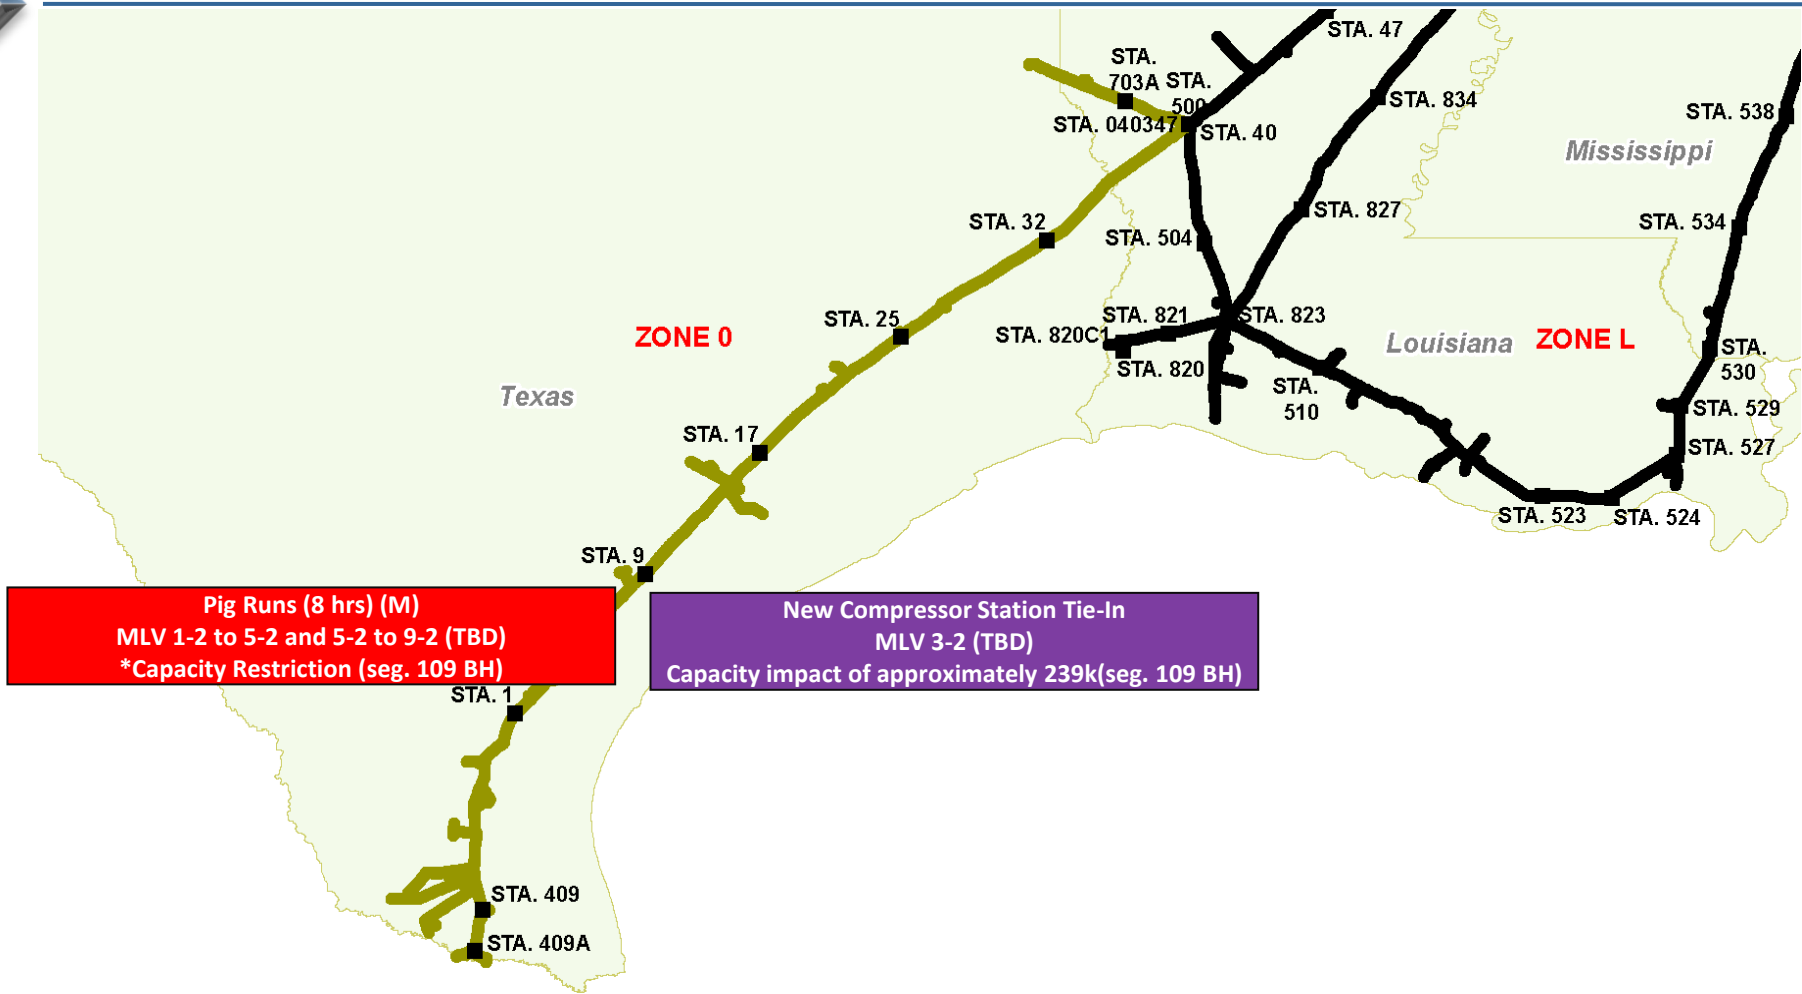 STA. 47
STA.
703A
STA.
500
STA. 834
STA. 538
STA. 040347
STA. 40
Mississippi
STA. 32
STA. 504
STA. 827
STA. 534
STA. 25
ZONE 0
STA. 821
STA. 823
STA. 820C1
Louisiana
ZONE L
STA.
530
STA. 820
Texas
STA.
510
STA. 529
STA. 17
STA. 527
STA. 523
STA. 524
STA. 9
Pig Runs (8 hrs) (M)
MLV 1-2 to 5-2 and 5-2 to 9-2 (TBD)
*Capacity Restriction (seg. 109 BH)
New Compressor Station Tie-In
MLV 3-2 (TBD)
Capacity impact of approximately 239k(seg. 109 BH)
STA. 1
STA. 409
STA. 409A